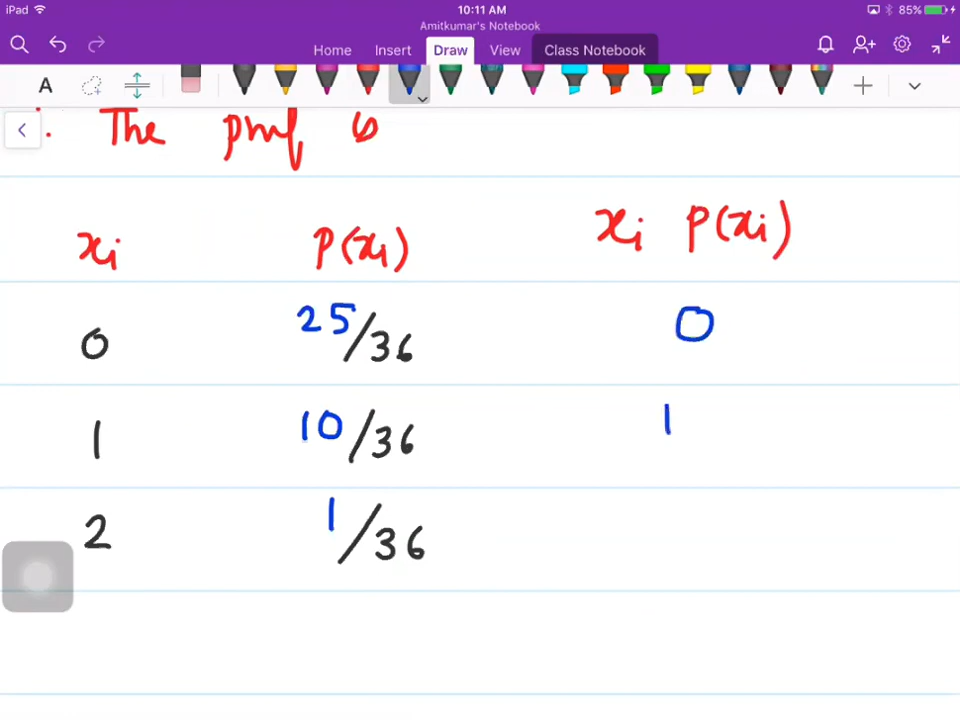 iPad 10:11 AM 85%
Amitkumar's Notebook
Home Insert Draw View Class Notebook
A
. The pmf is
xi P(xi) xi P(xi)
0 25/36 0
1 10/36 1
2 1/36